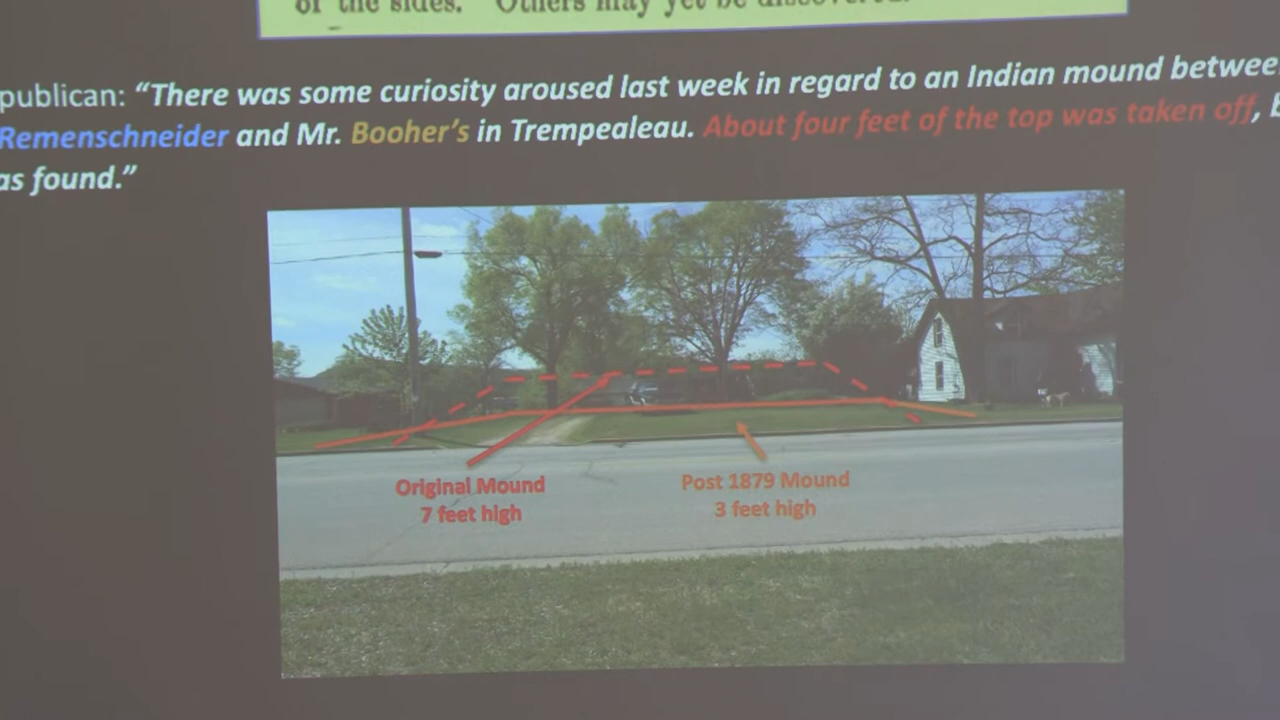 of the sides. Others may yet be discovered.
publican: “There was some curiosity aroused last week in regard to an Indian mound betwee
Remenschneider and Mr. Booher’s in Trempealeau. About four feet of the top was taken off, b
as found.”
Original Mound
7 feet high
Post 1879 Mound
3 feet high